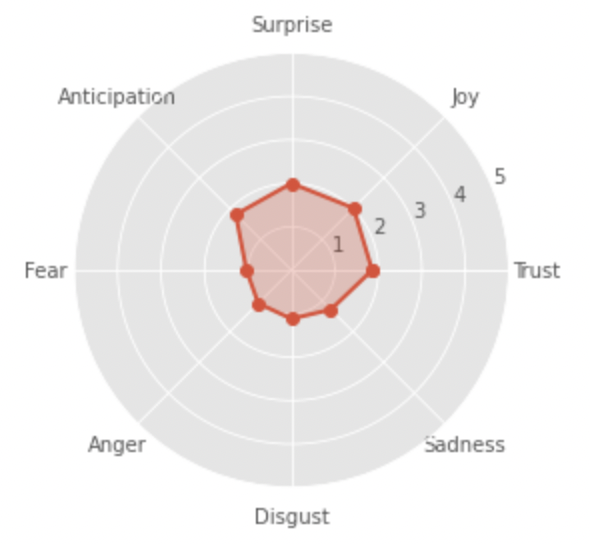 Surprise
Anticipation
Joy
5
4
3
2
1
Fear
Trust
Anger
Sadness
Disgust